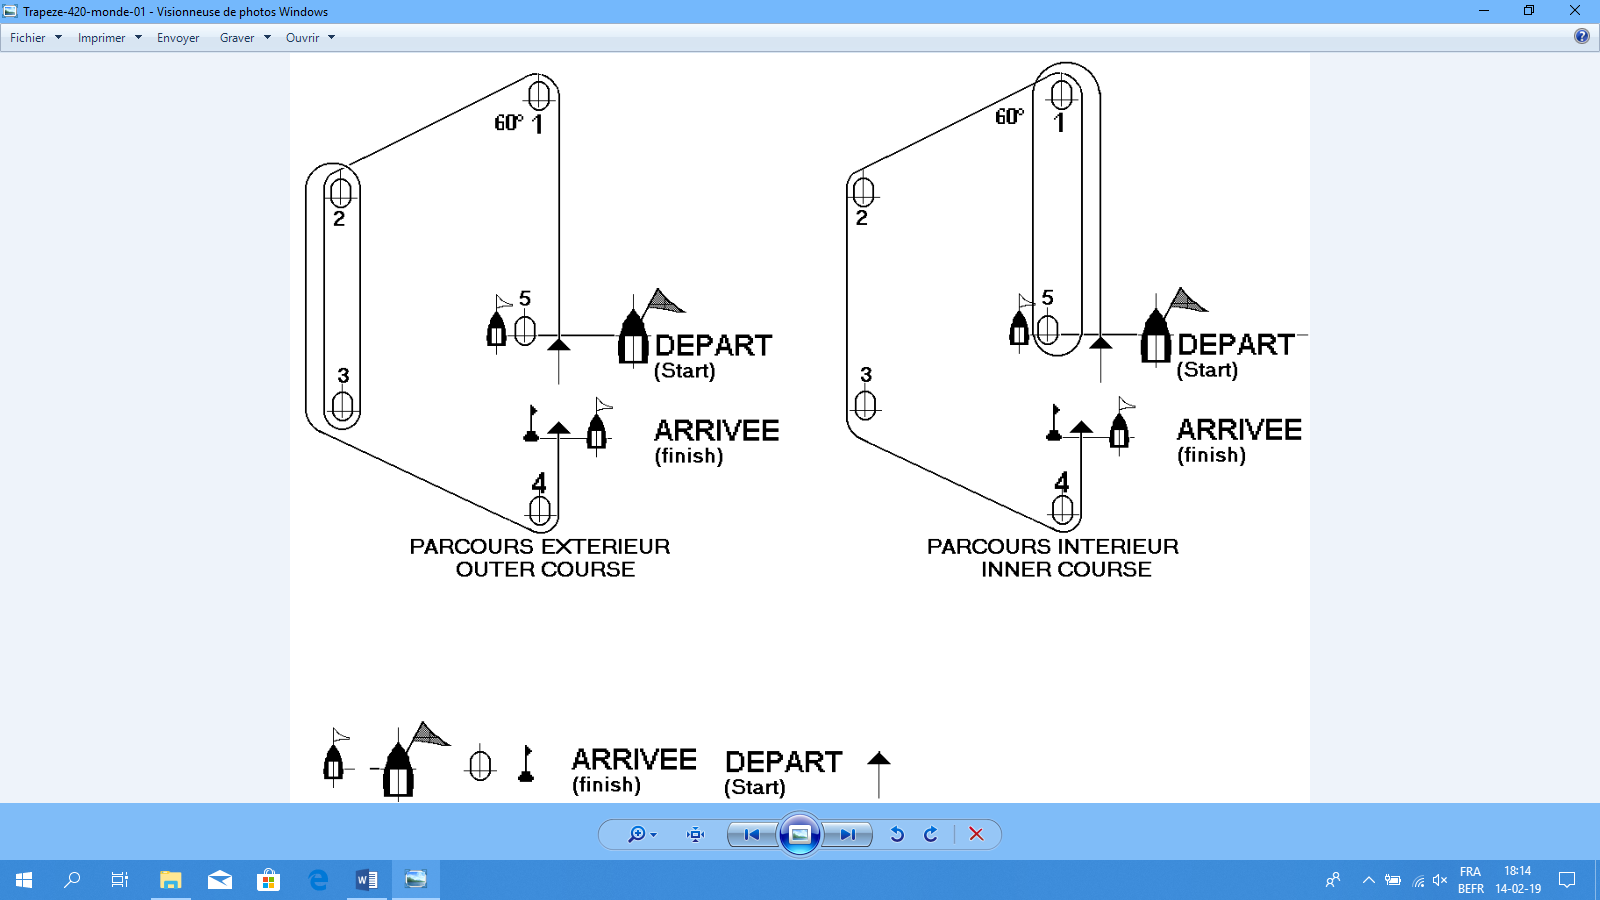 Trapeze-420-monde-01 - Visionneuse de photos Windows
Fichier Imprimer Envoyer Graver Ouvrir
60° 1
2
3
5
DEPART
(Start)
ARRIVEE
(finish)
4
PARCOURS EXTERIEUR
OUTER COURSE
60° 1
2
3
5
DEPART
(Start)
ARRIVEE
(finish)
4
PARCOURS INTERIEUR
INNER COURSE
ARRIVEE
(finish)
DEPART
(Start)
FRA
BEFR
18:14
14-02-19